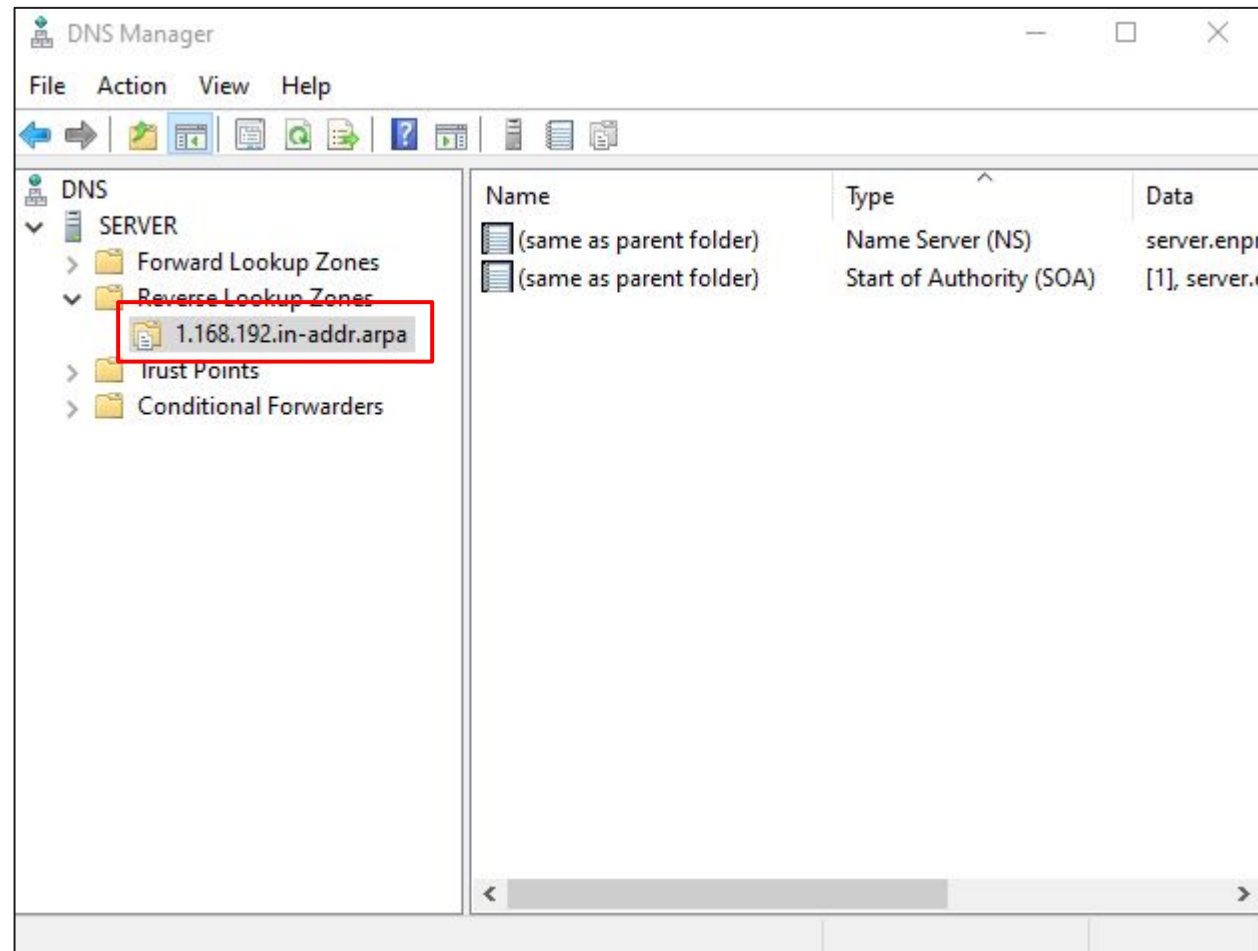 DNS Manager
File Action View Help
DNS
SERVER
Forward Lookup Zones
Reverse Lookup Zones
1.168.192.in-addr.arpa
Trust Points
Conditional Forwarders
Name Type Data
(same as parent folder) Name Server (NS) server.enpr
(same as parent folder) Start of Authority (SOA) [1], server.